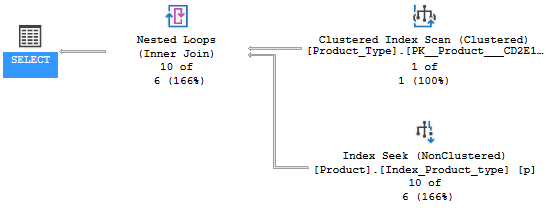 SELECT
Nested Loops
(Inner Join)
10 of
6 (166%)
Clustered Index Scan (Clustered)
[Product_Type].[PK__Product___CD2E1…
1 of
1 (100%)
Index Seek (NonClustered)
[Product].[Index_Product_type] [p]
10 of
6 (166%)